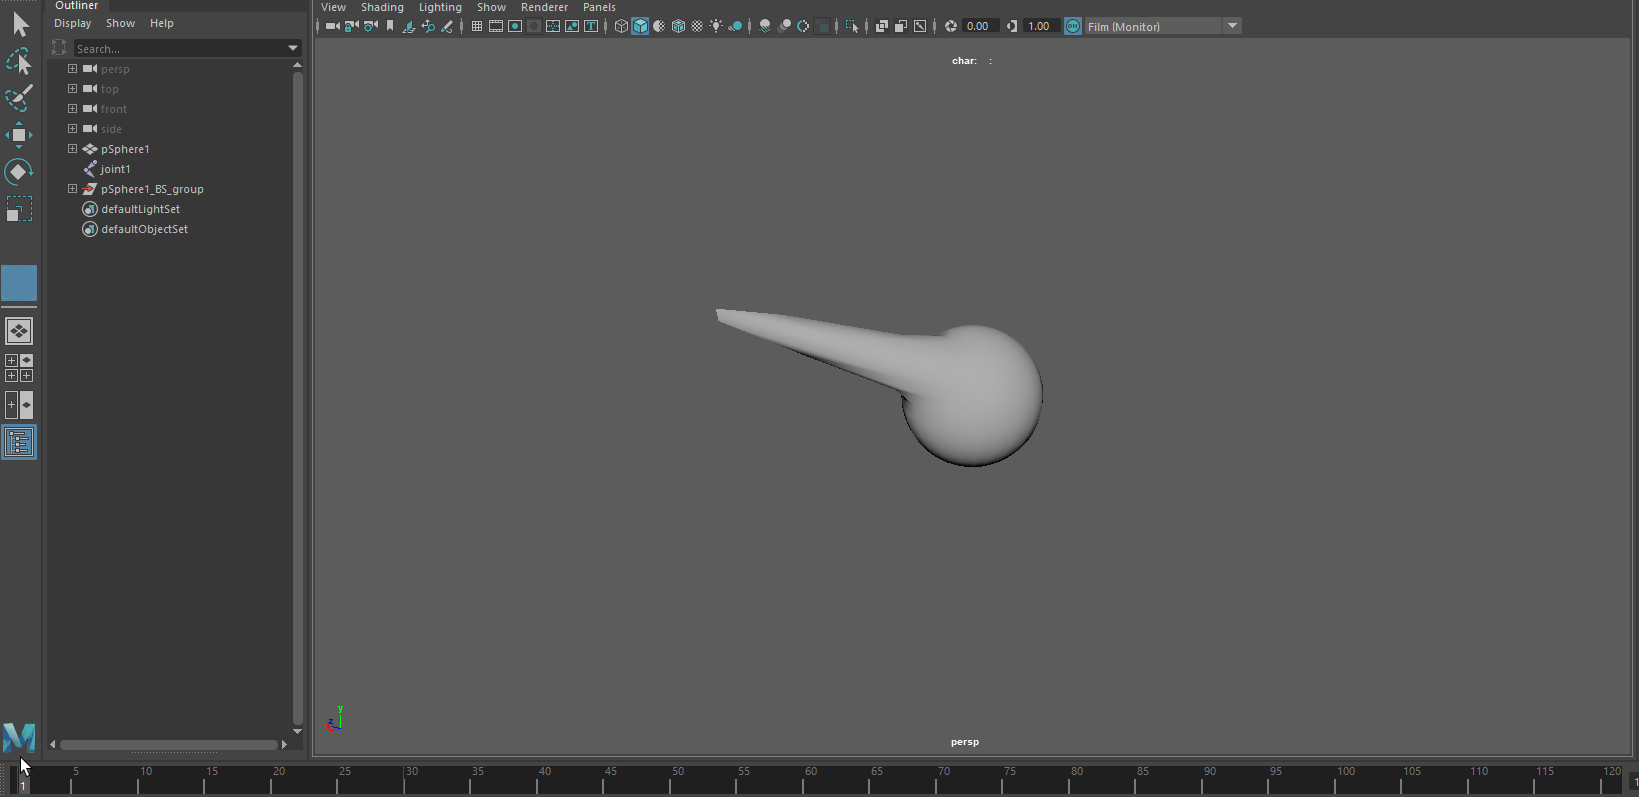 Outliner
Display Show Help
Search...
persp
top
front
side
pSphere1
joint1
pSphere1_BS_group
defaultLightSet
defaultObjectSet
View Shading Lighting Show Renderer Panels
0.00 1.00 ON Film (Monitor)
char: :
y
z
persp
5 10 15 20 25 30 35 40 45 50 55 60 65 70 75 80 85 90 95 100 105 110 115 120
1
1